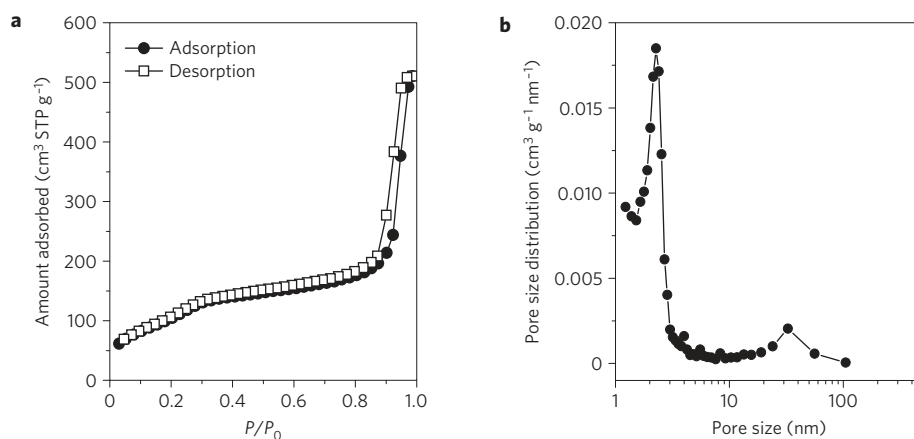 a
Amount adsorbed (cm³ STP g⁻¹)
600
500
400
300
200
100
0
Adsorption
Desorption
0
0.2
0.4
0.6
0.8
1.0
P/P₀
b
Pore size distribution (cm³ g⁻¹ nm⁻¹)
0.020
0.015
0.010
0.005
0
1
10
100
Pore size (nm)